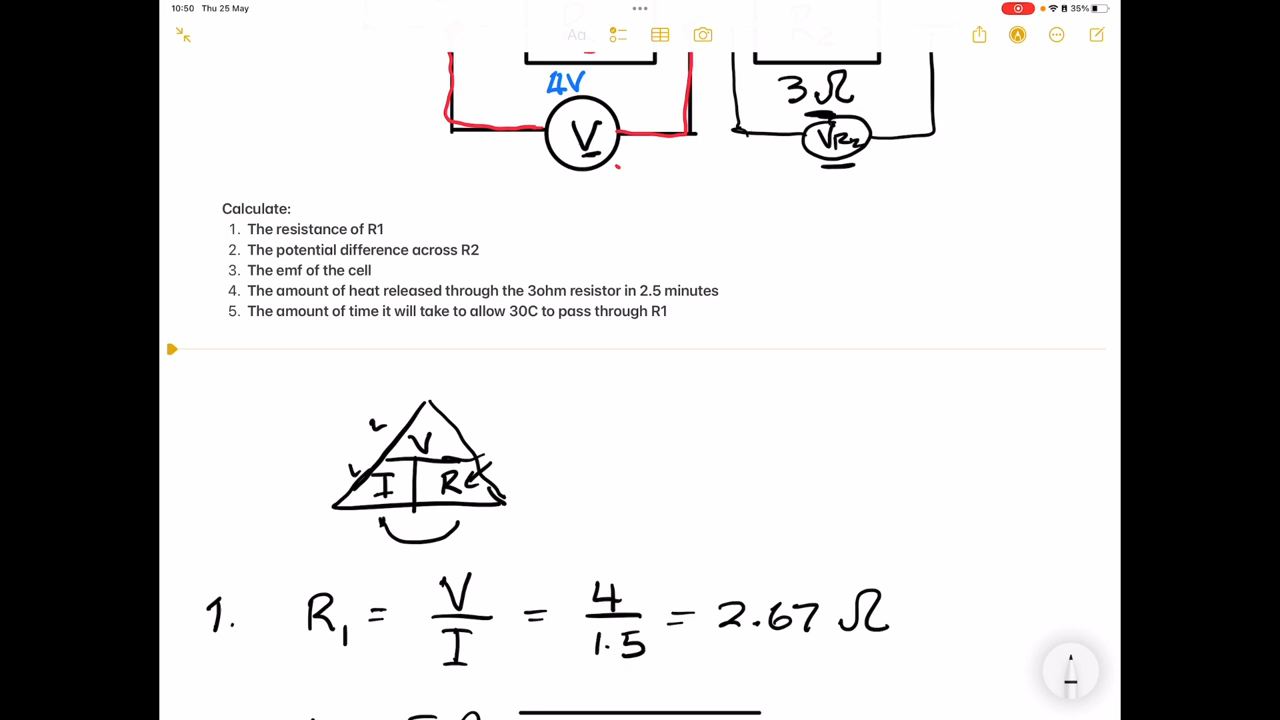 10:50 Thu 25 May
35%
Aa
R2
4V
3 Ω
V
VR2
Calculate:
1. The resistance of R1
2. The potential difference across R2
3. The emf of the cell
4. The amount of heat released through the 3ohm resistor in 2.5 minutes
5. The amount of time it will take to allow 30C to pass through R1
V
I R
1. R₁ = V/I = 4/1.5 = 2.67 Ω